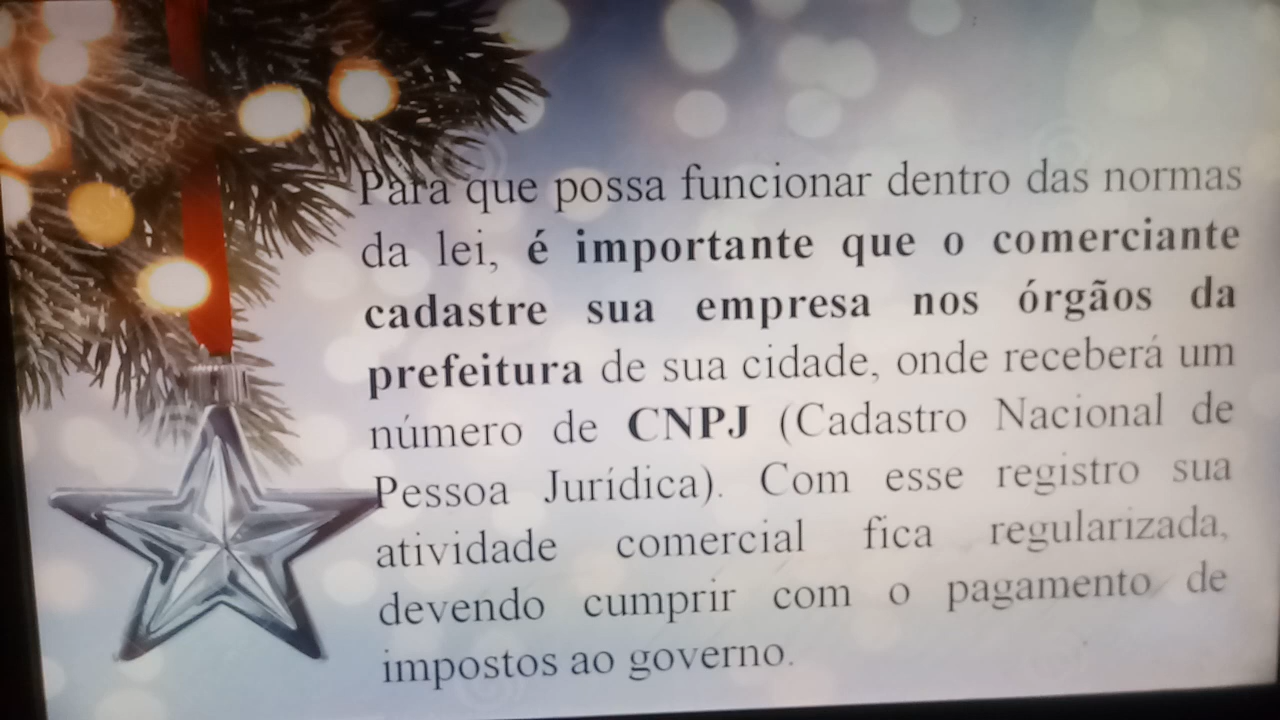 Para que possa funcionar dentro das normas
da lei, é importante que o comerciante
cadastre sua empresa nos órgãos da
prefeitura de sua cidade, onde receberá um
número de CNPJ (Cadastro Nacional de
Pessoa Jurídica). Com esse registro sua
atividade comercial fica regularizada,
devendo cumprir com o pagamento de
impostos ao governo.